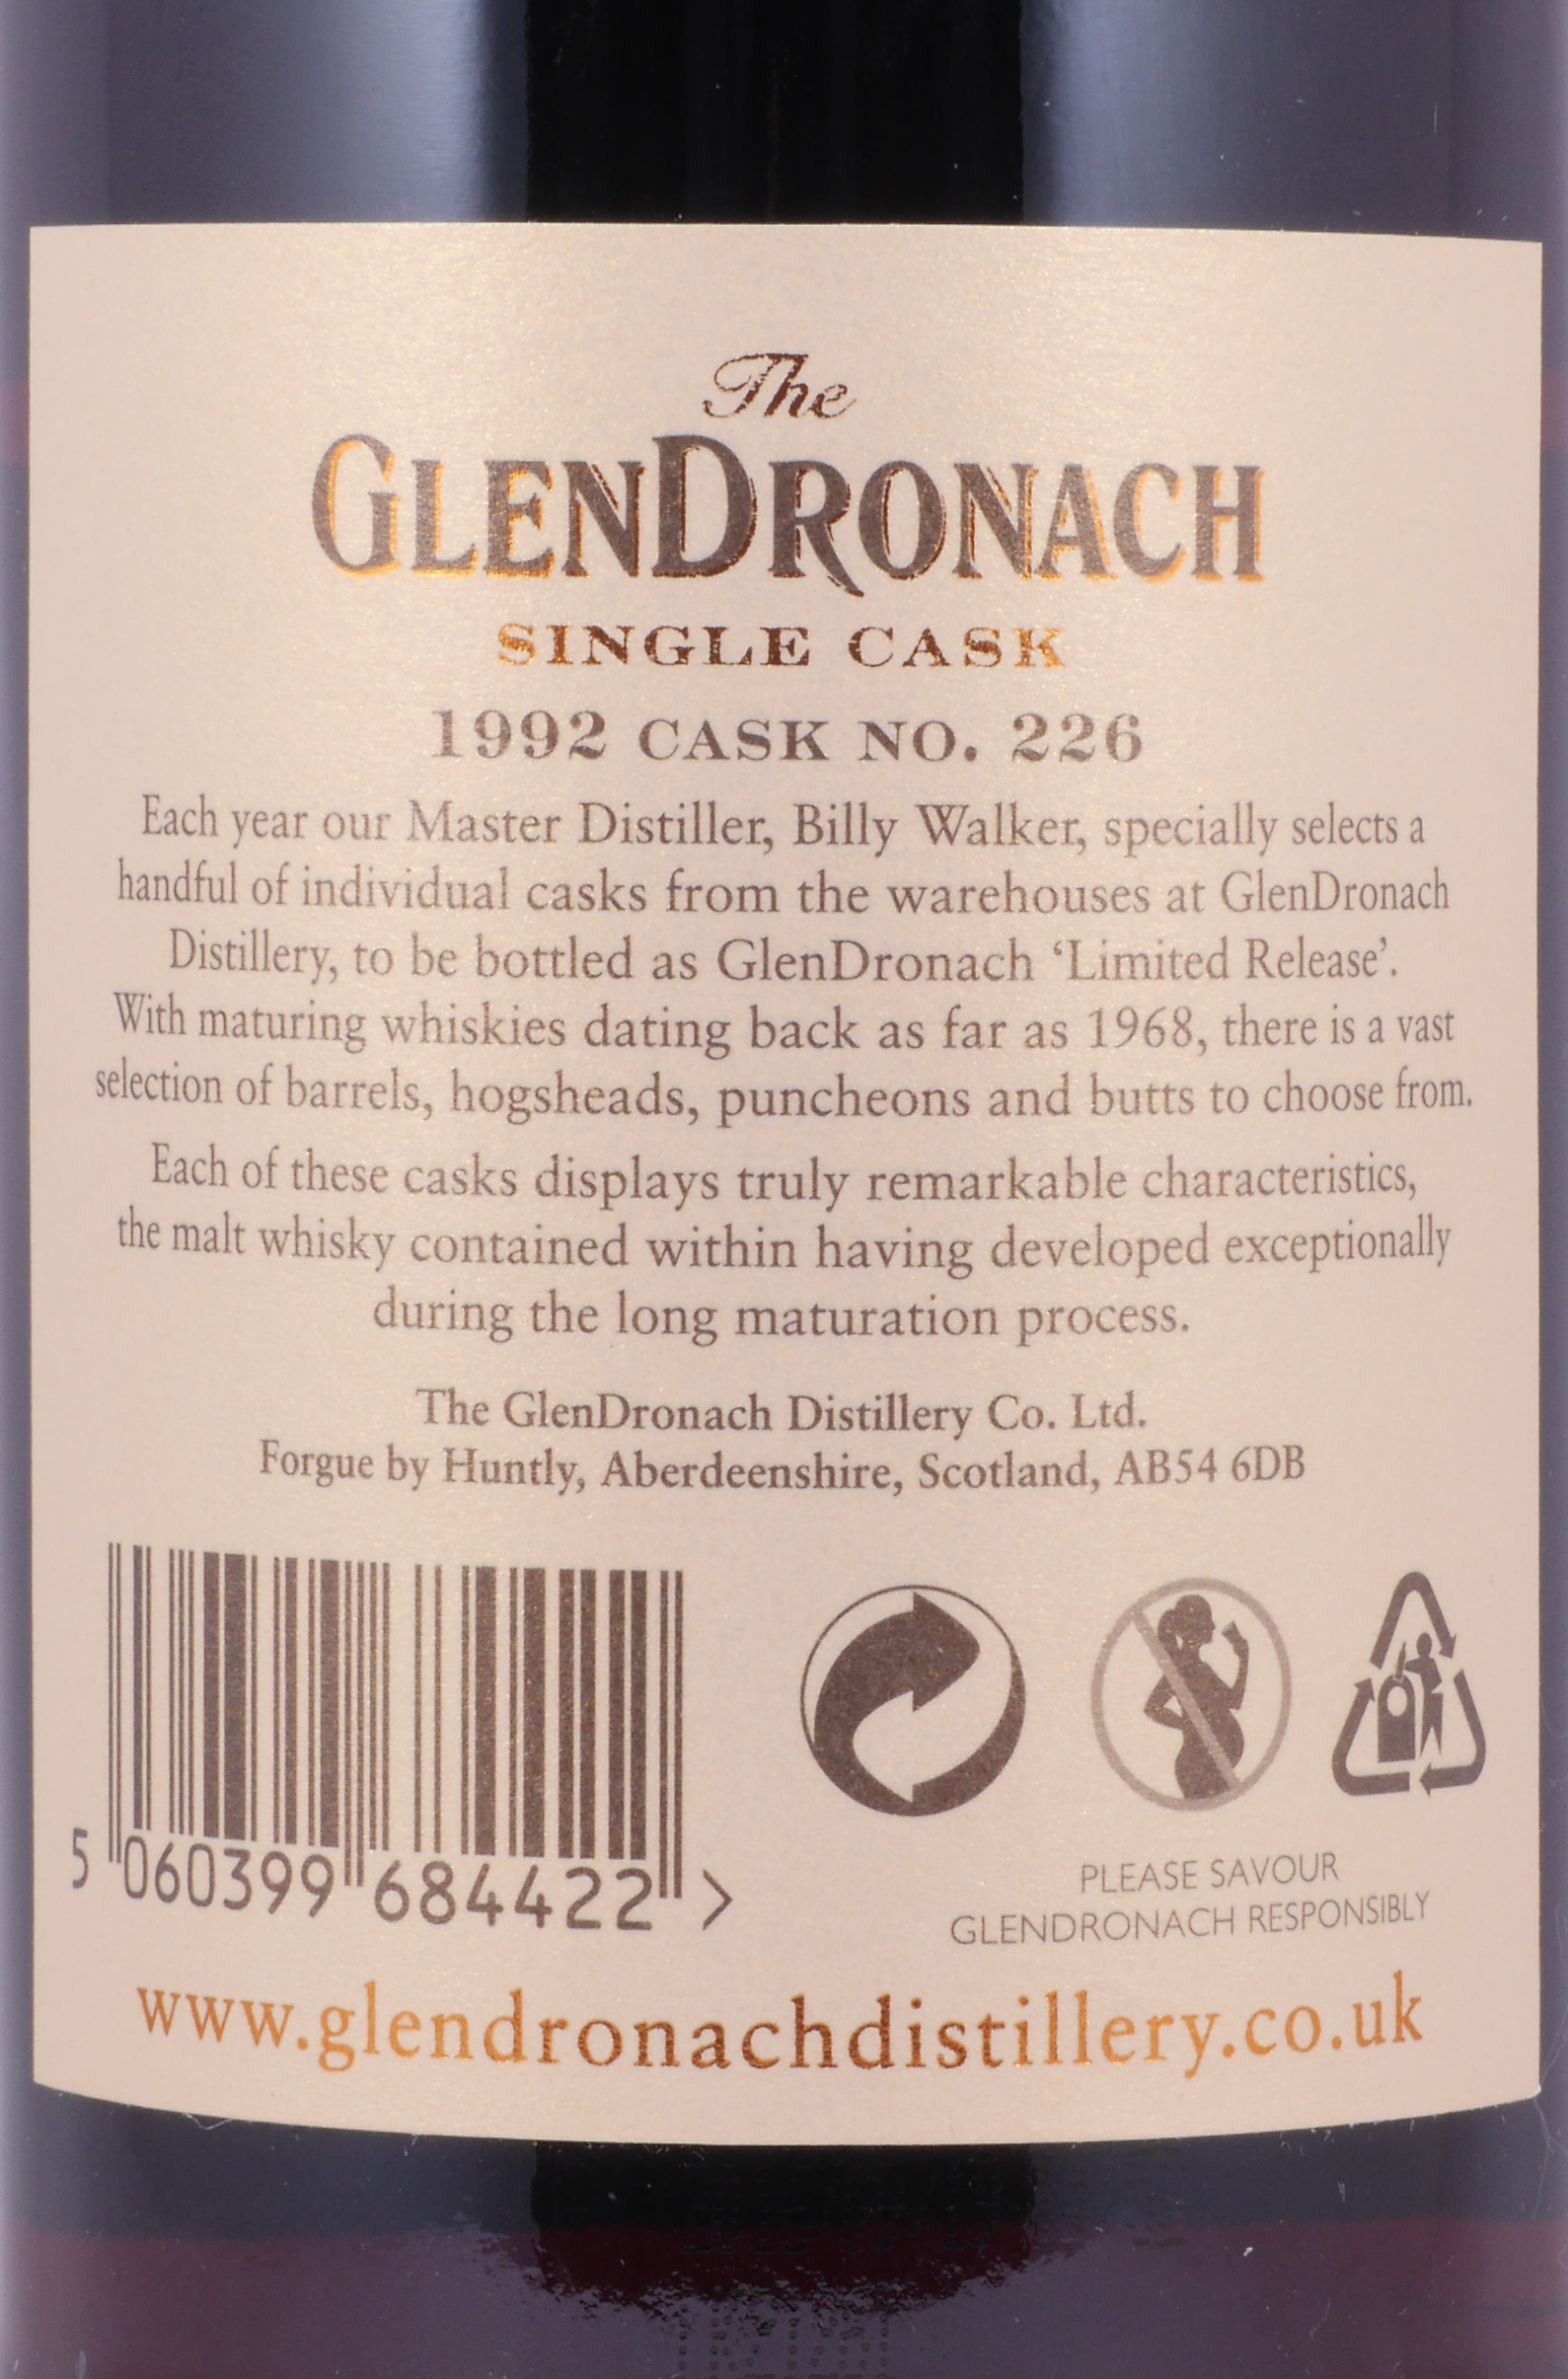 The
GLENDRONACH
SINGLE CASK
1992 CASK NO. 226
Each year our Master Distiller, Billy Walker, specially selects a
handful of individual casks from the warehouses at GlenDronach
Distillery, to be bottled as GlenDronach ‘Limited Release’.
With maturing whiskies dating back as far as 1968, there is a vast
selection of barrels, hogsheads, puncheons and butts to choose from.
Each of these casks displays truly remarkable characteristics,
the malt whisky contained within having developed exceptionally
during the long maturation process.
The GlenDronach Distillery Co. Ltd.
Forgue by Huntly, Aberdeenshire, Scotland, AB54 6DB
5 060399 684422 >
PLEASE SAVOUR
GLENDRONACH RESPONSIBLY
www.glendronachdistillery.co.uk